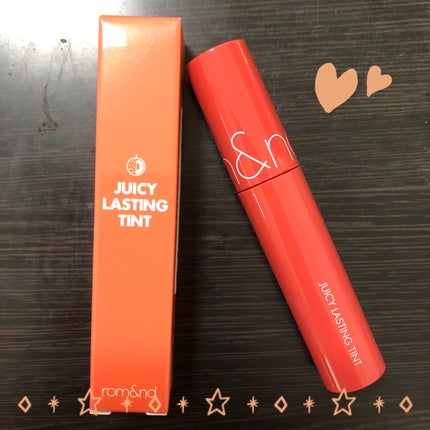 JUICY
LASTING
TINT
rom&nd
rom&nd
JUICY LASTING TINT